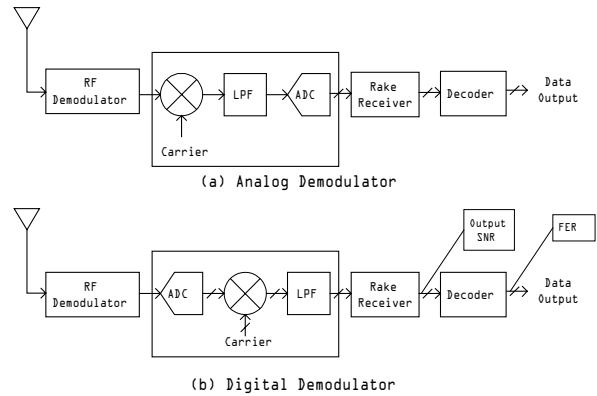 RF
Demodulator
LPF
ADC
Carrier
Rake
Receiver
Decoder
Data
Output
(a) Analog Demodulator
Output
SNR
FER
RF
Demodulator
ADC
LPF
Carrier
Rake
Receiver
Decoder
Data
Output
(b) Digital Demodulator